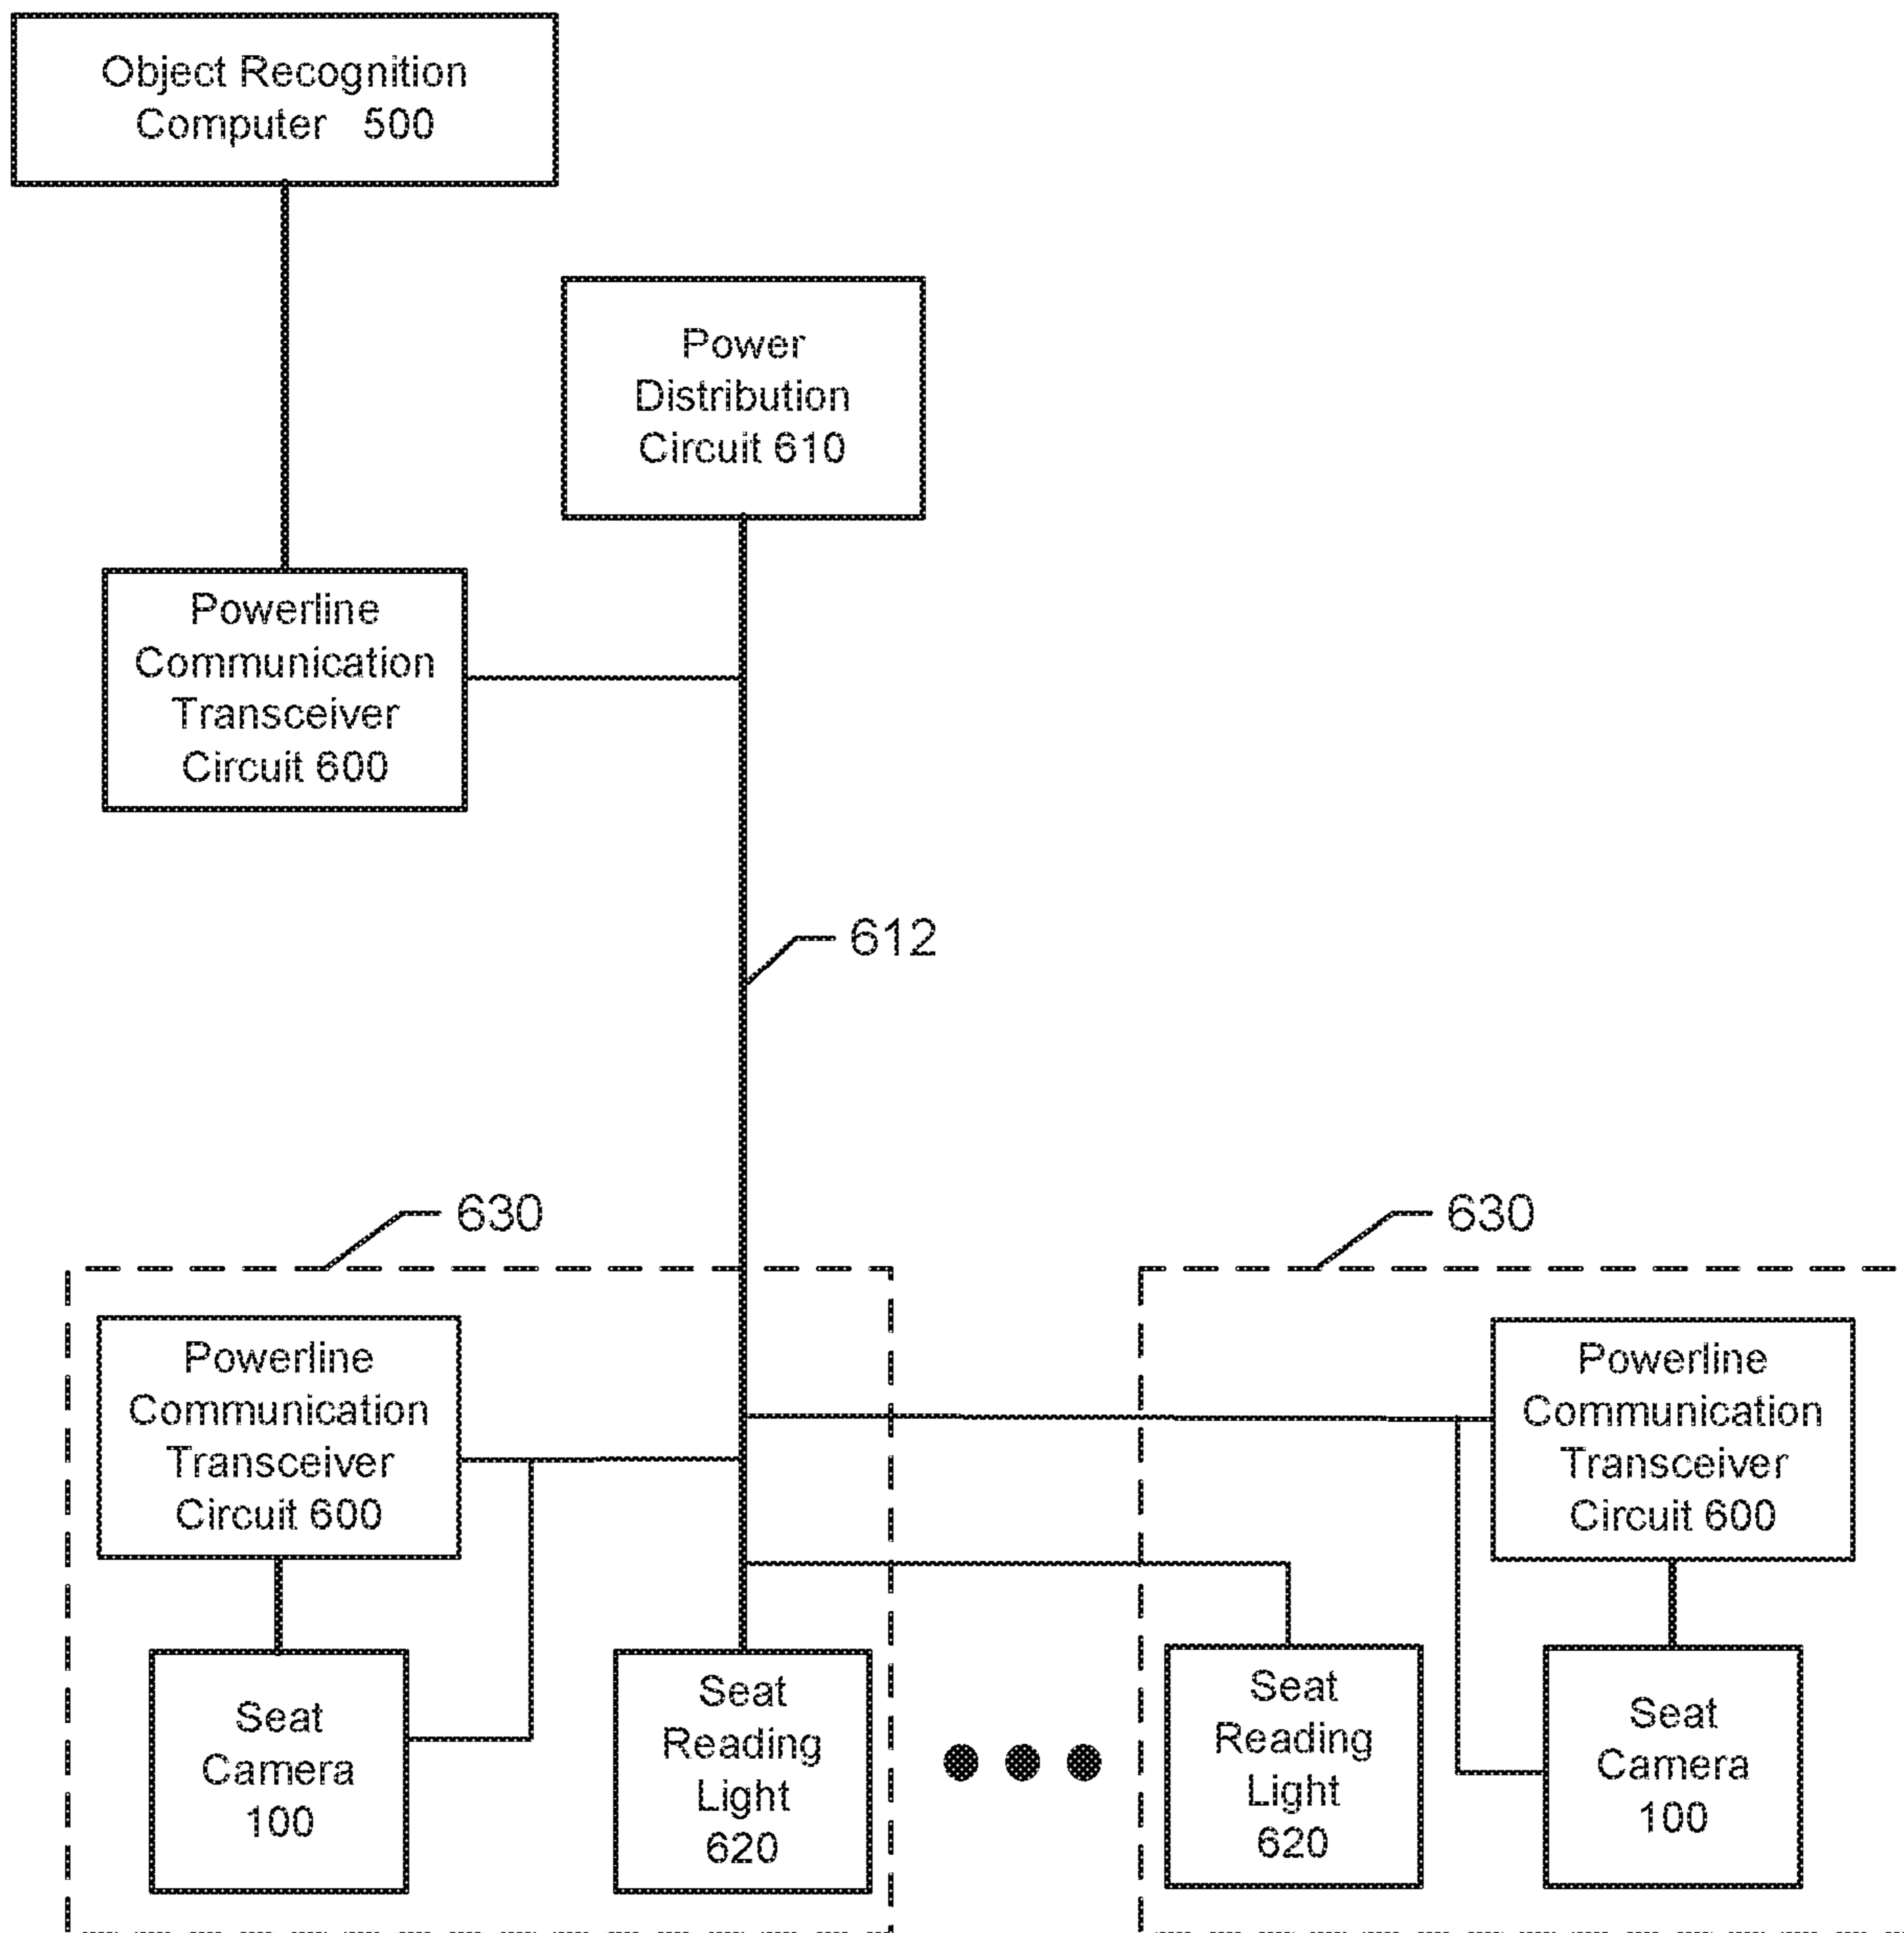 Object Recognition
Computer 500
Power
Distribution
Circuit 610
Powerline
Communication
Transceiver
Circuit 600
612
630
630
Powerline
Communication
Transceiver
Circuit 600
Powerline
Communication
Transceiver
Circuit 600
Seat
Camera
100
Seat
Reading
Light
620
Seat
Reading
Light
620
Seat
Camera
100